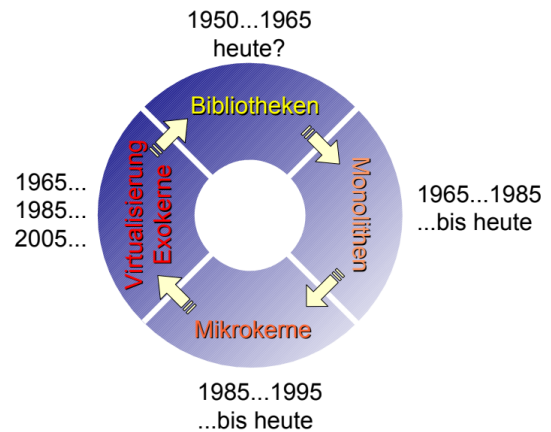 1950...1965
heute?
Bibliotheken
Monolithen
1965...1985
...bis heute
Mikrokerne
1985...1995
...bis heute
Virtualisierung
Exokerne
1965...
1985...
2005...